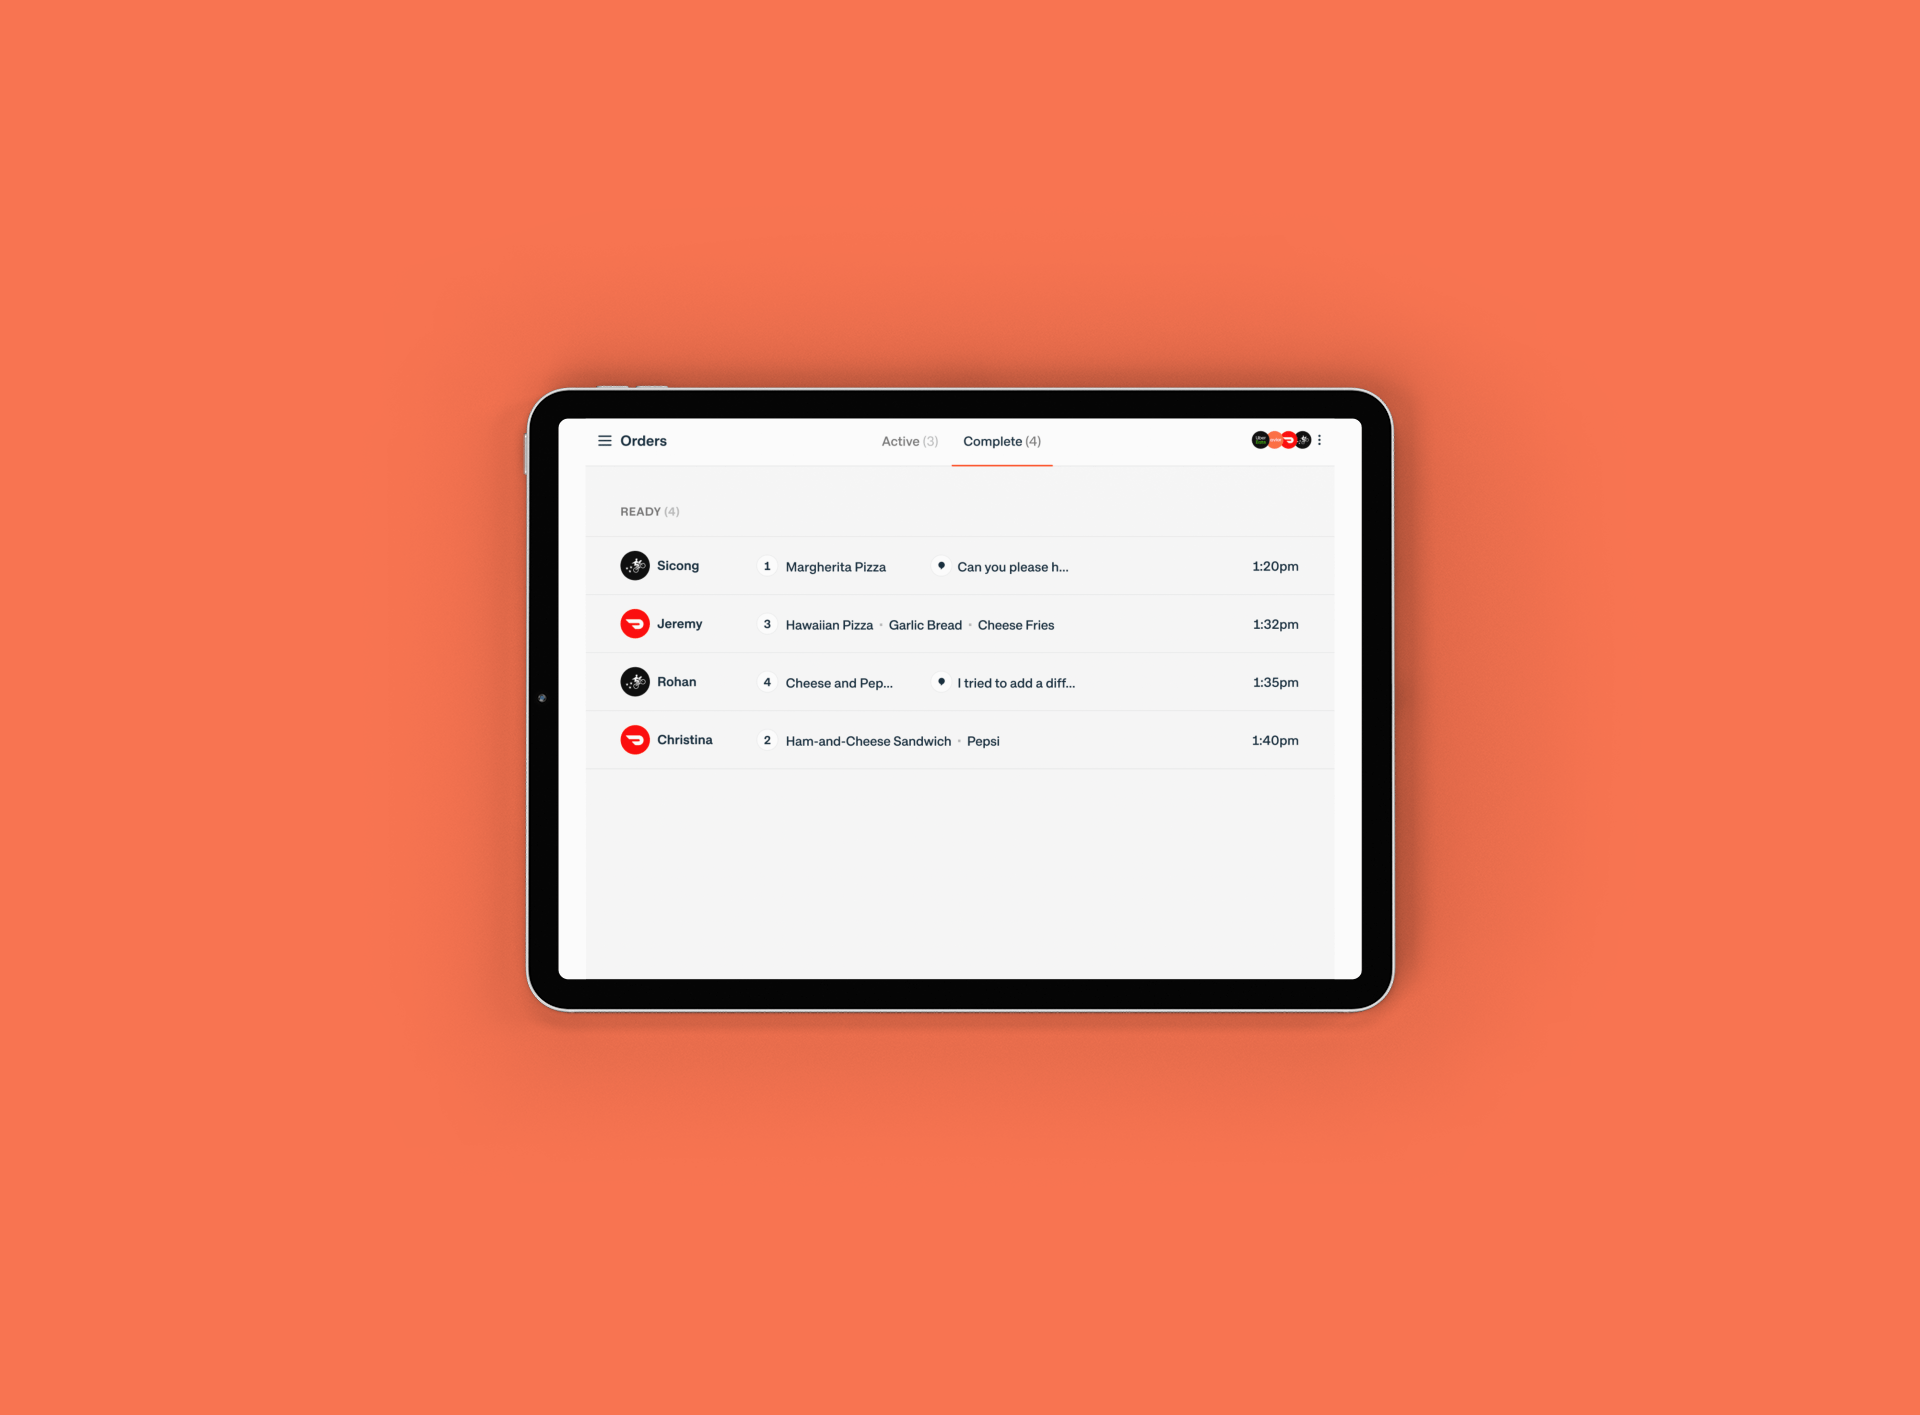 Orders
Active (3) Complete (4)
READY (4)
Sicong 1 Margherita Pizza Can you please h... 1:20pm
Jeremy 3 Hawaiian Pizza • Garlic Bread • Cheese Fries 1:32pm
Rohan 4 Cheese and Pep... I tried to add a diff... 1:35pm
Christina 2 Ham-and-Cheese Sandwich • Pepsi 1:40pm